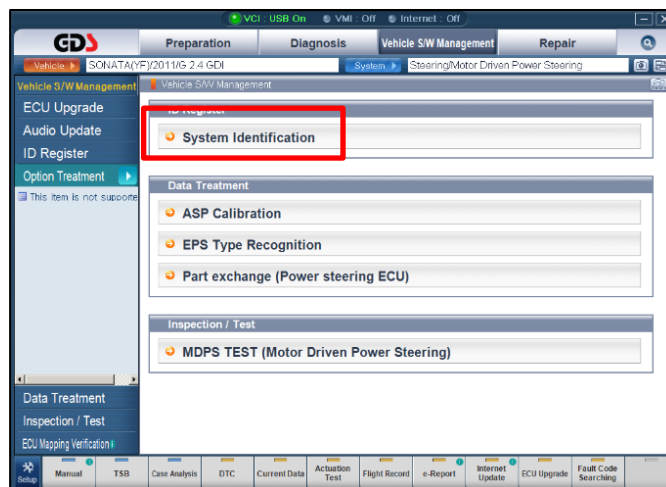 VCI : USB On VMI : Off Internet : Off
GDS Preparation Diagnosis Vehicle S/W Management Repair
Vehicle SONATA(YF)/2011/G 2.4 GDI System Steering/Motor Driven Power Steering
Vehicle S/W Management Vehicle S/W Management
ECU Upgrade
Audio Update
ID Register
Option Treatment
This item is not supporte
ID Register
System Identification
Data Treatment
ASP Calibration
EPS Type Recognition
Part exchange (Power steering ECU)
Inspection / Test
MDPS TEST (Motor Driven Power Steering)
Data Treatment
Inspection / Test
ECU Mapping Verification
Setup Manual TSB Case Analysis DTC Current Data Actuation Test Flight Record e-Report Internet Update ECU Upgrade Fault Code Searching